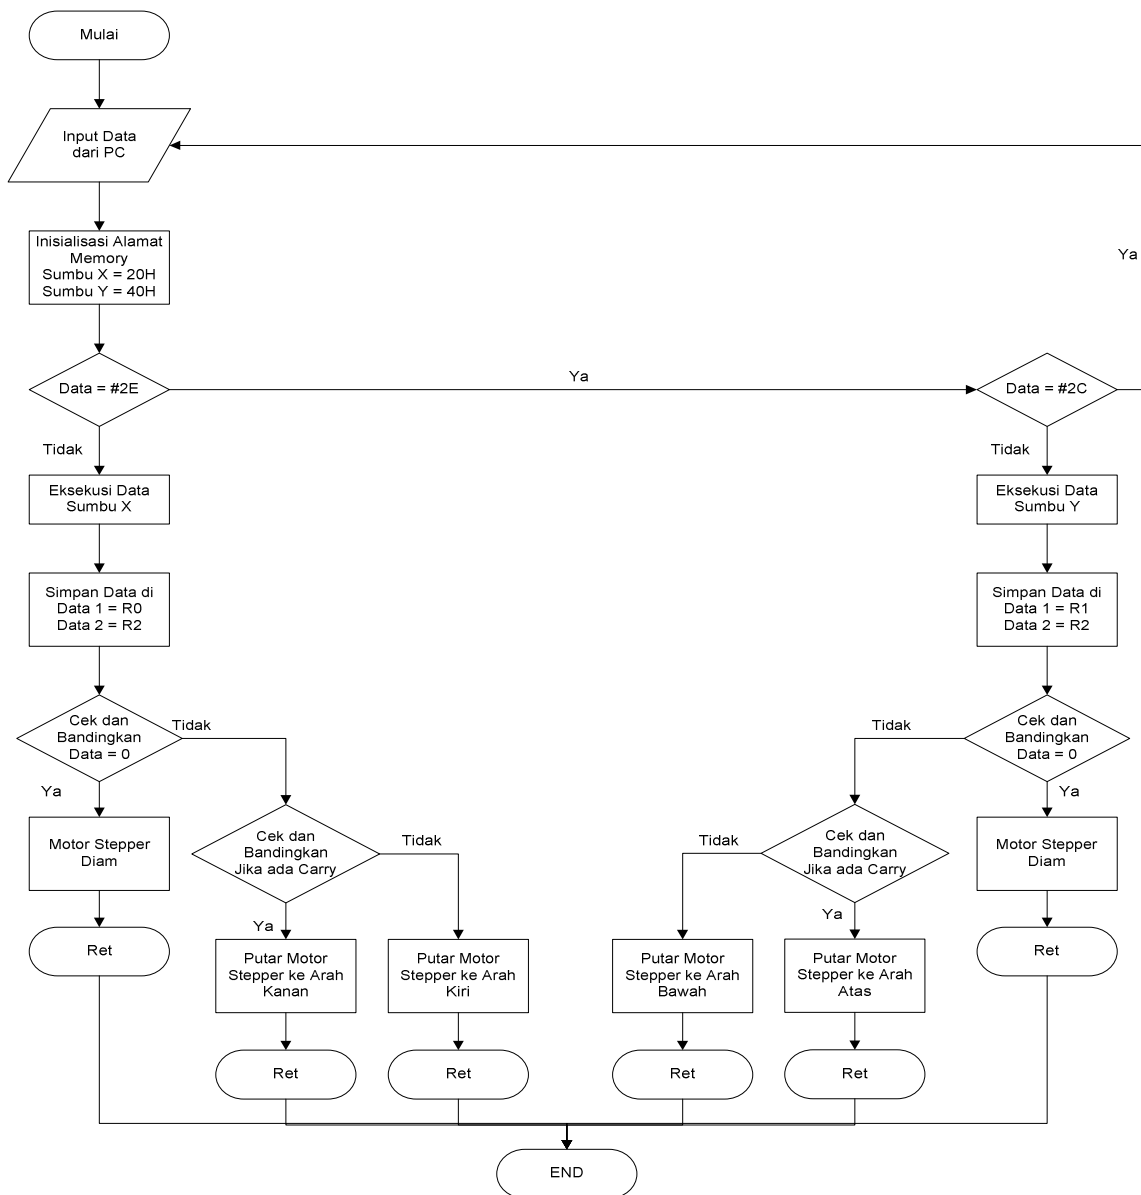 Mulai
Input Data
dari PC
Inisialisasi Alamat
Memory
Sumbu X = 20H
Sumbu Y = 40H
Ya
Data = #2E
Ya
Data = #2C
Tidak
Tidak
Eksekusi Data
Sumbu X
Eksekusi Data
Sumbu Y
Simpan Data di
Data 1 = R0
Data 2 = R2
Simpan Data di
Data 1 = R1
Data 2 = R2
Cek dan
Bandingkan
Data = 0
Tidak
Tidak
Cek dan
Bandingkan
Data = 0
Ya
Ya
Motor Stepper
Diam
Cek dan
Bandingkan
Jika ada Carry
Tidak
Tidak
Cek dan
Bandingkan
Jika ada Carry
Motor Stepper
Diam
Ya
Ya
Ret
Putar Motor
Stepper ke Arah
Kanan
Putar Motor
Stepper ke Arah
Kiri
Putar Motor
Stepper ke Arah
Bawah
Putar Motor
Stepper ke Arah
Atas
Ret
Ret
Ret
Ret
Ret
END